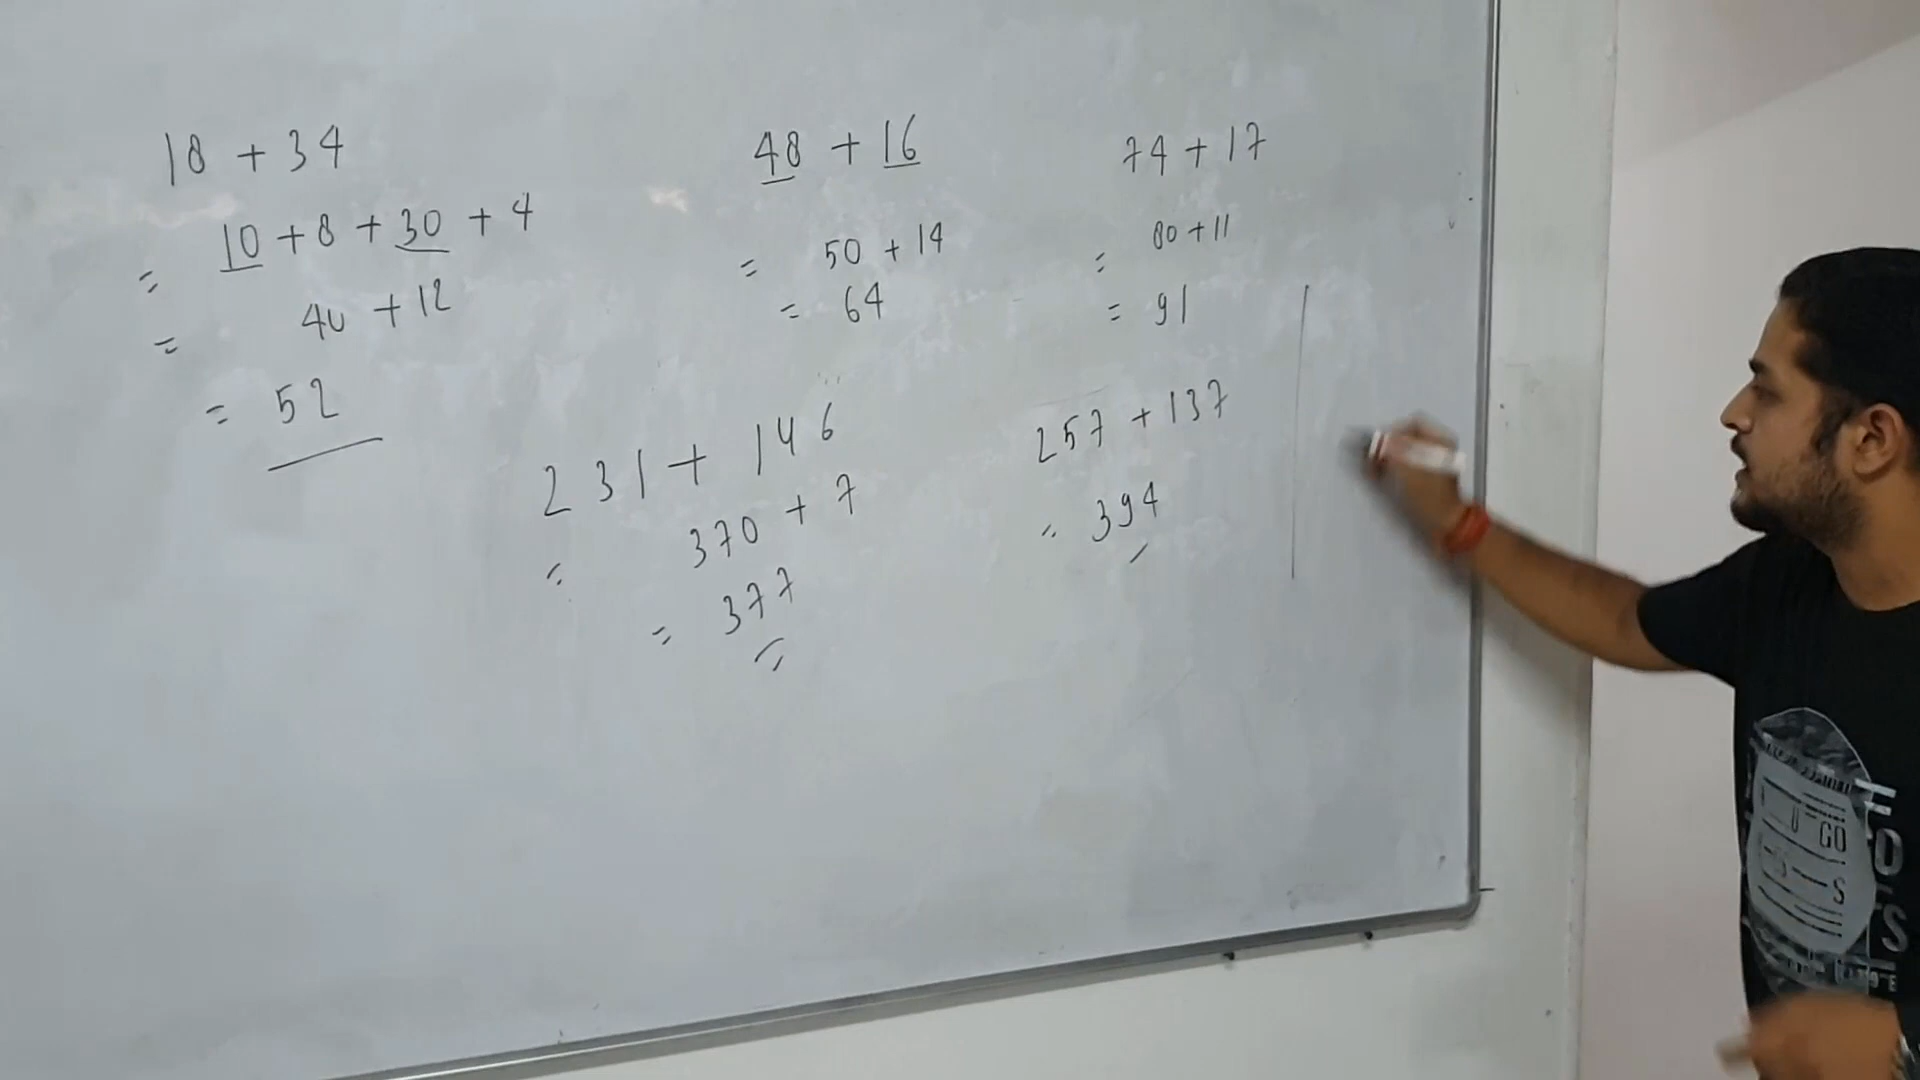 18 + 34
= 10 + 8 + 30 + 4
= 40 + 12
= 52
48 + 16
= 50 + 14
= 64
74 + 17
= 80 + 11
= 91
231 + 146
= 370 + 7
= 377
257 + 137
= 394
GO
S